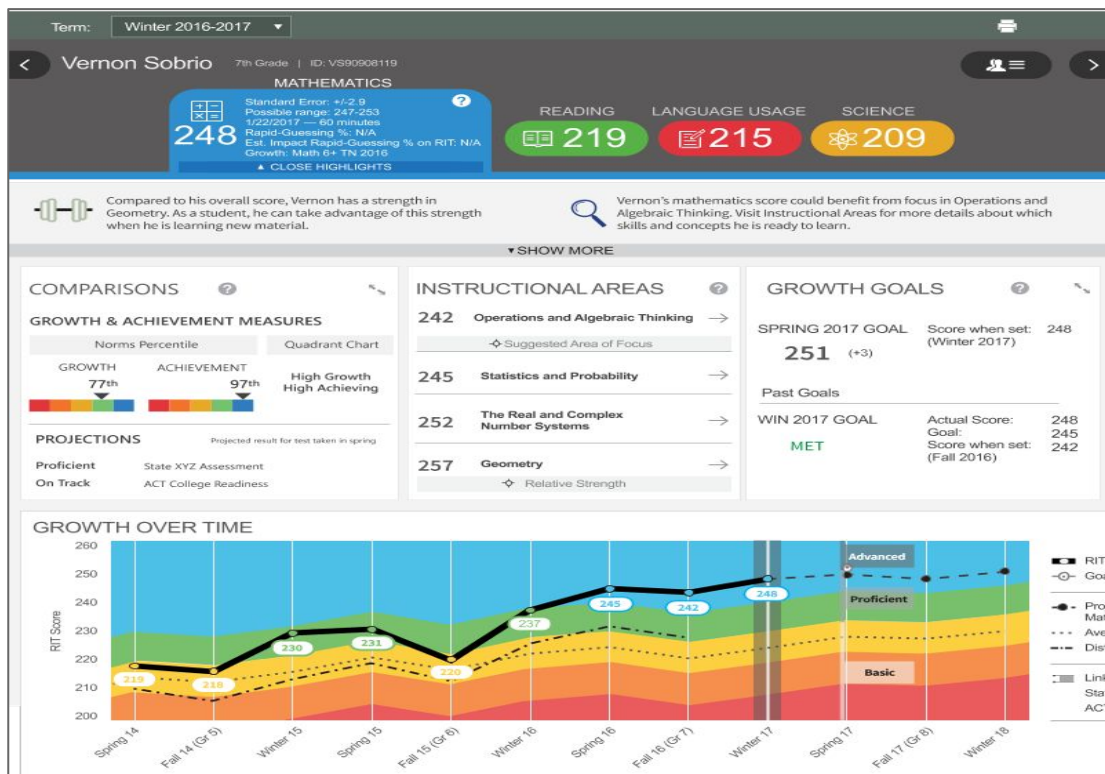 Term: Winter 2016-2017
Vernon Sobrio 7th Grade | ID: VS90908119
MATHEMATICS
248
Standard Error: +/-2.9
Possible range: 247-253
1/22/2017 — 60 minutes
Rapid-Guessing %: N/A
Est. Impact Rapid-Guessing % on RIT: N/A
Growth: Math 6+ TN 2016
CLOSE HIGHLIGHTS
READING
219
LANGUAGE USAGE
215
SCIENCE
209
Compared to his overall score, Vernon has a strength in
Geometry. As a student, he can take advantage of this strength
when he is learning new material.
Vernon's mathematics score could benefit from focus in Operations and
Algebraic Thinking. Visit Instructional Areas for more details about which
skills and concepts he is ready to learn.
SHOW MORE
COMPARISONS ?
GROWTH & ACHIEVEMENT MEASURES
Norms Percentile Quadrant Chart
GROWTH ACHIEVEMENT
77th 97th
High Growth
High Achieving
PROJECTIONS Projected result for test taken in spring
Proficient State XYZ Assessment
On Track ACT College Readiness
INSTRUCTIONAL AREAS ?
242 Operations and Algebraic Thinking
Suggested Area of Focus
245 Statistics and Probability
252 The Real and Complex
Number Systems
257 Geometry
Relative Strength
GROWTH GOALS ?
SPRING 2017 GOAL Score when set: 248
(Winter 2017)
251 (+3)
Past Goals
WIN 2017 GOAL Actual Score: 248
Goal: 245
MET Score when set: 242
(Fall 2016)
GROWTH OVER TIME
RIT Score
260
250
240
230
220
210
200
219
218
230
231
220
237
245
242
248
Advanced
Proficient
Basic
Spring 14
Fall 14 (Gr 5)
Winter 15
Spring 15
Fall 15 (Gr 6)
Winter 16
Spring 16
Fall 16 (Gr 7)
Winter 17
Spring 17
Fall 17 (Gr 8)
Winter 18
RIT
Goa
Pro
Mat
Ave
Dist
Link
Sta
ACT